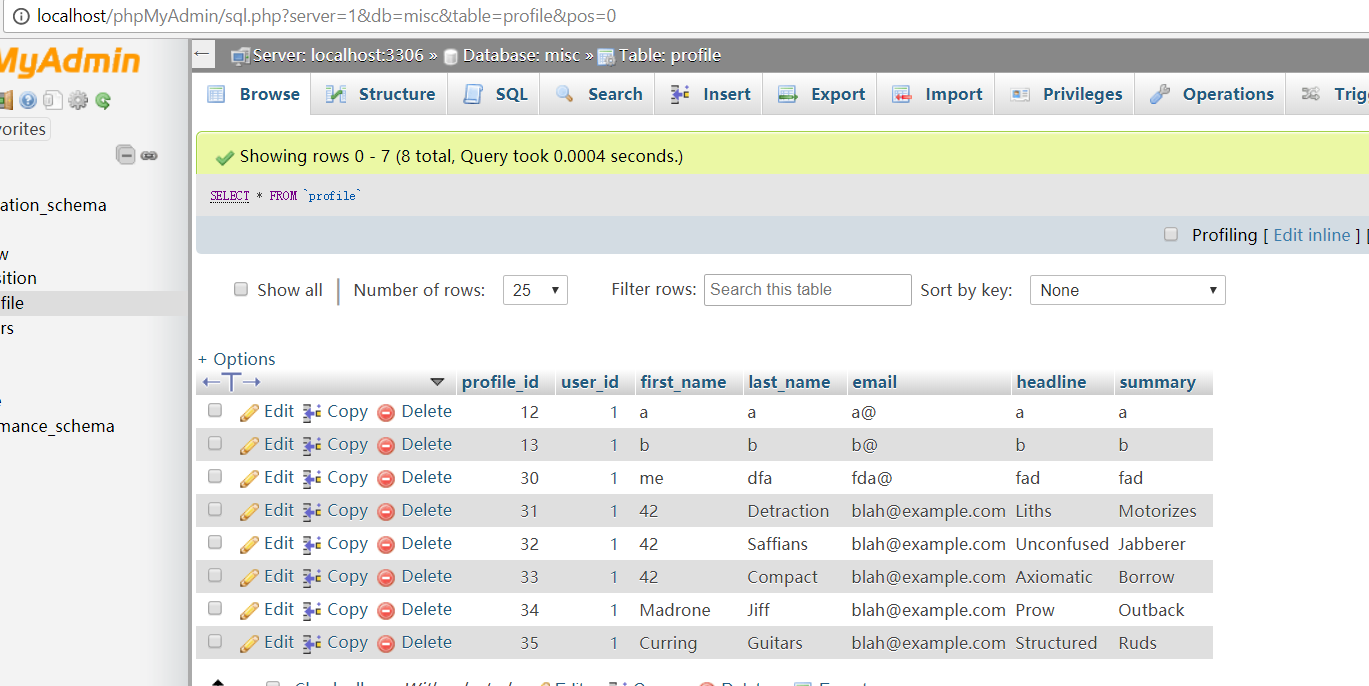 localhost/phpMyAdmin/sql.php?server=1&db=misc&table=profile&pos=0
MyAdmin
Server: localhost:3306 » Database: misc » Table: profile
Browse Structure SQL Search Insert Export Import Privileges Operations Trig
vorites
Showing rows 0 - 7 (8 total, Query took 0.0004 seconds.)
SELECT * FROM `profile`
ation_schema
Profiling [ Edit inline ] [
w
sition
file
rs
Show all Number of rows: 25 Filter rows: Search this table Sort by key: None
+ Options
profile_id user_id first_name last_name email headline summary
Edit Copy Delete 12 1 a a a@ a a
mance_schema
Edit Copy Delete 13 1 b b b@ b b
Edit Copy Delete 30 1 me dfa fda@ fad fad
Edit Copy Delete 31 1 42 Detraction blah@example.com Liths Motorizes
Edit Copy Delete 32 1 42 Saffians blah@example.com Unconfused Jabberer
Edit Copy Delete 33 1 42 Compact blah@example.com Axiomatic Borrow
Edit Copy Delete 34 1 Madrone Jiff blah@example.com Prow Outback
Edit Copy Delete 35 1 Curring Guitars blah@example.com Structured Ruds